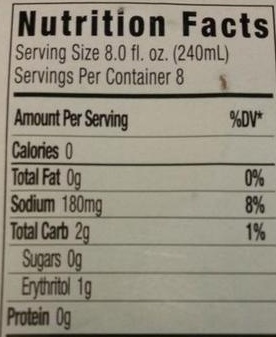 Nutrition Facts
Serving Size 8.0 fl. oz. (240mL)
Servings Per Container 8
Amount Per Serving %DV*
Calories 0
Total Fat 0g 0%
Sodium 180mg 8%
Total Carb 2g 1%
Sugars 0g
Erythritol 1g
Protein 0g